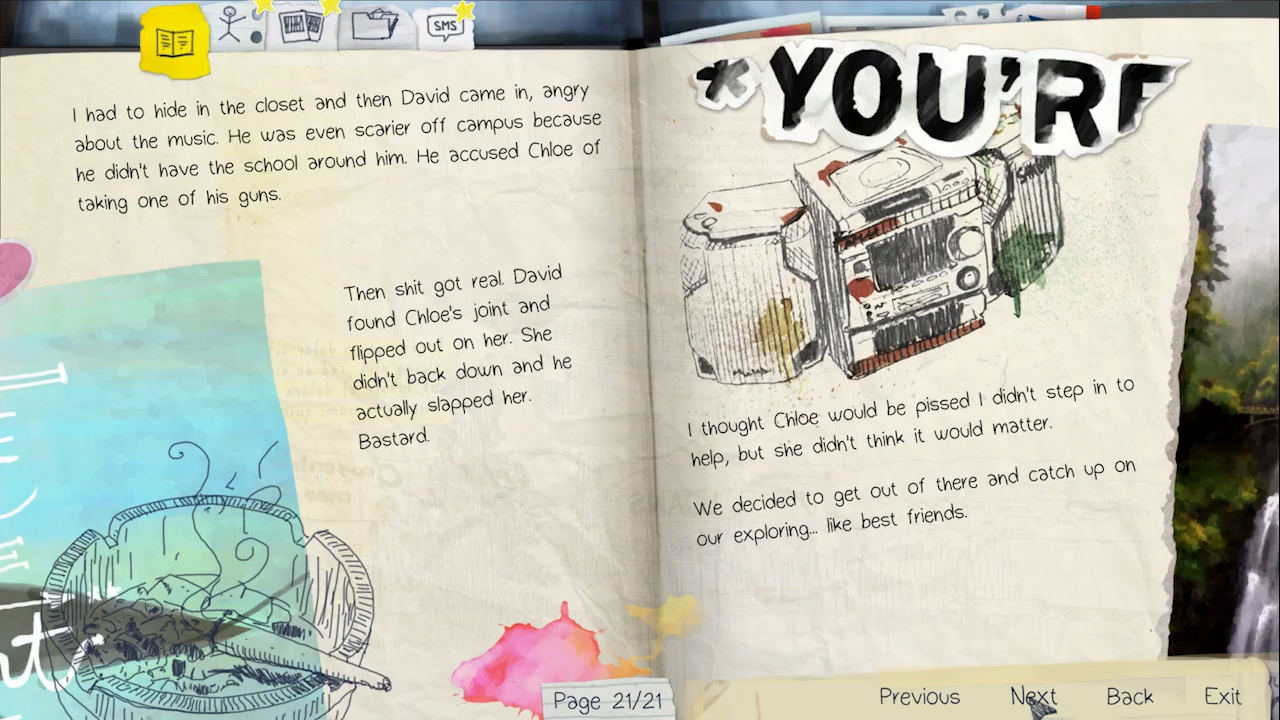 SMS
I had to hide in the closet and then David came in, angry
about the music. He was even scarier off campus because
he didn't have the school around him. He accused Chloe of
taking one of his guns.
Then shit got real. David
found Chloe's joint and
flipped out on her. She
didn't back down and he
actually slapped her.
Bastard.
*YOU'RE
I thought Chloe would be pissed I didn't step in to
help, but she didn't think it would matter.
We decided to get out of there and catch up on
our exploring... like best friends.
Page 21/21
Previous
Next
Back
Exit